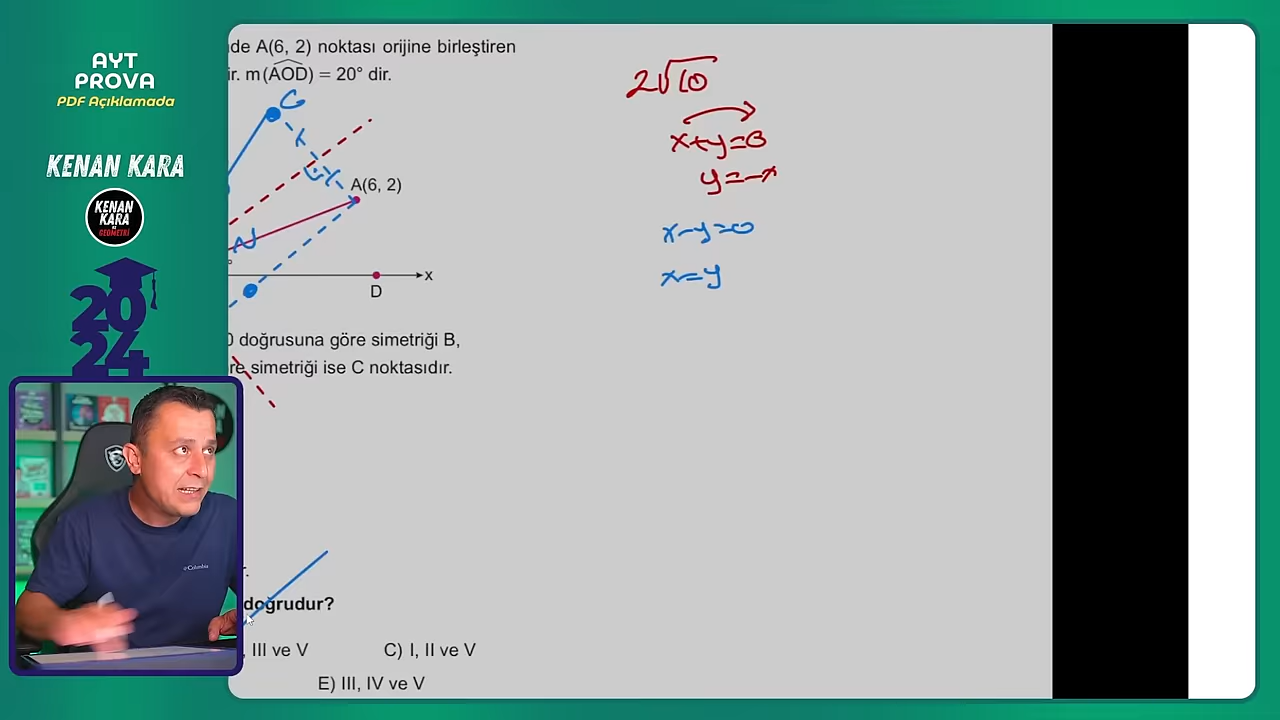 AYT
PROVA
PDF Açıklamada
KENAN KARA
KENAN
KARA
GEOMETRİ
2024
de A(6, 2) noktası orijine birleştiren
ir. m(AOD) = 20° dir.
C
A(6, 2)
x
D
doğrusuna göre simetriği B,
re simetriği ise C noktasıdır.
r.
doğrudur?
, III ve V
C) I, II ve V
E) III, IV ve V
2√10
x+y=0
y=-x
x-y=0
x=y
Columbia